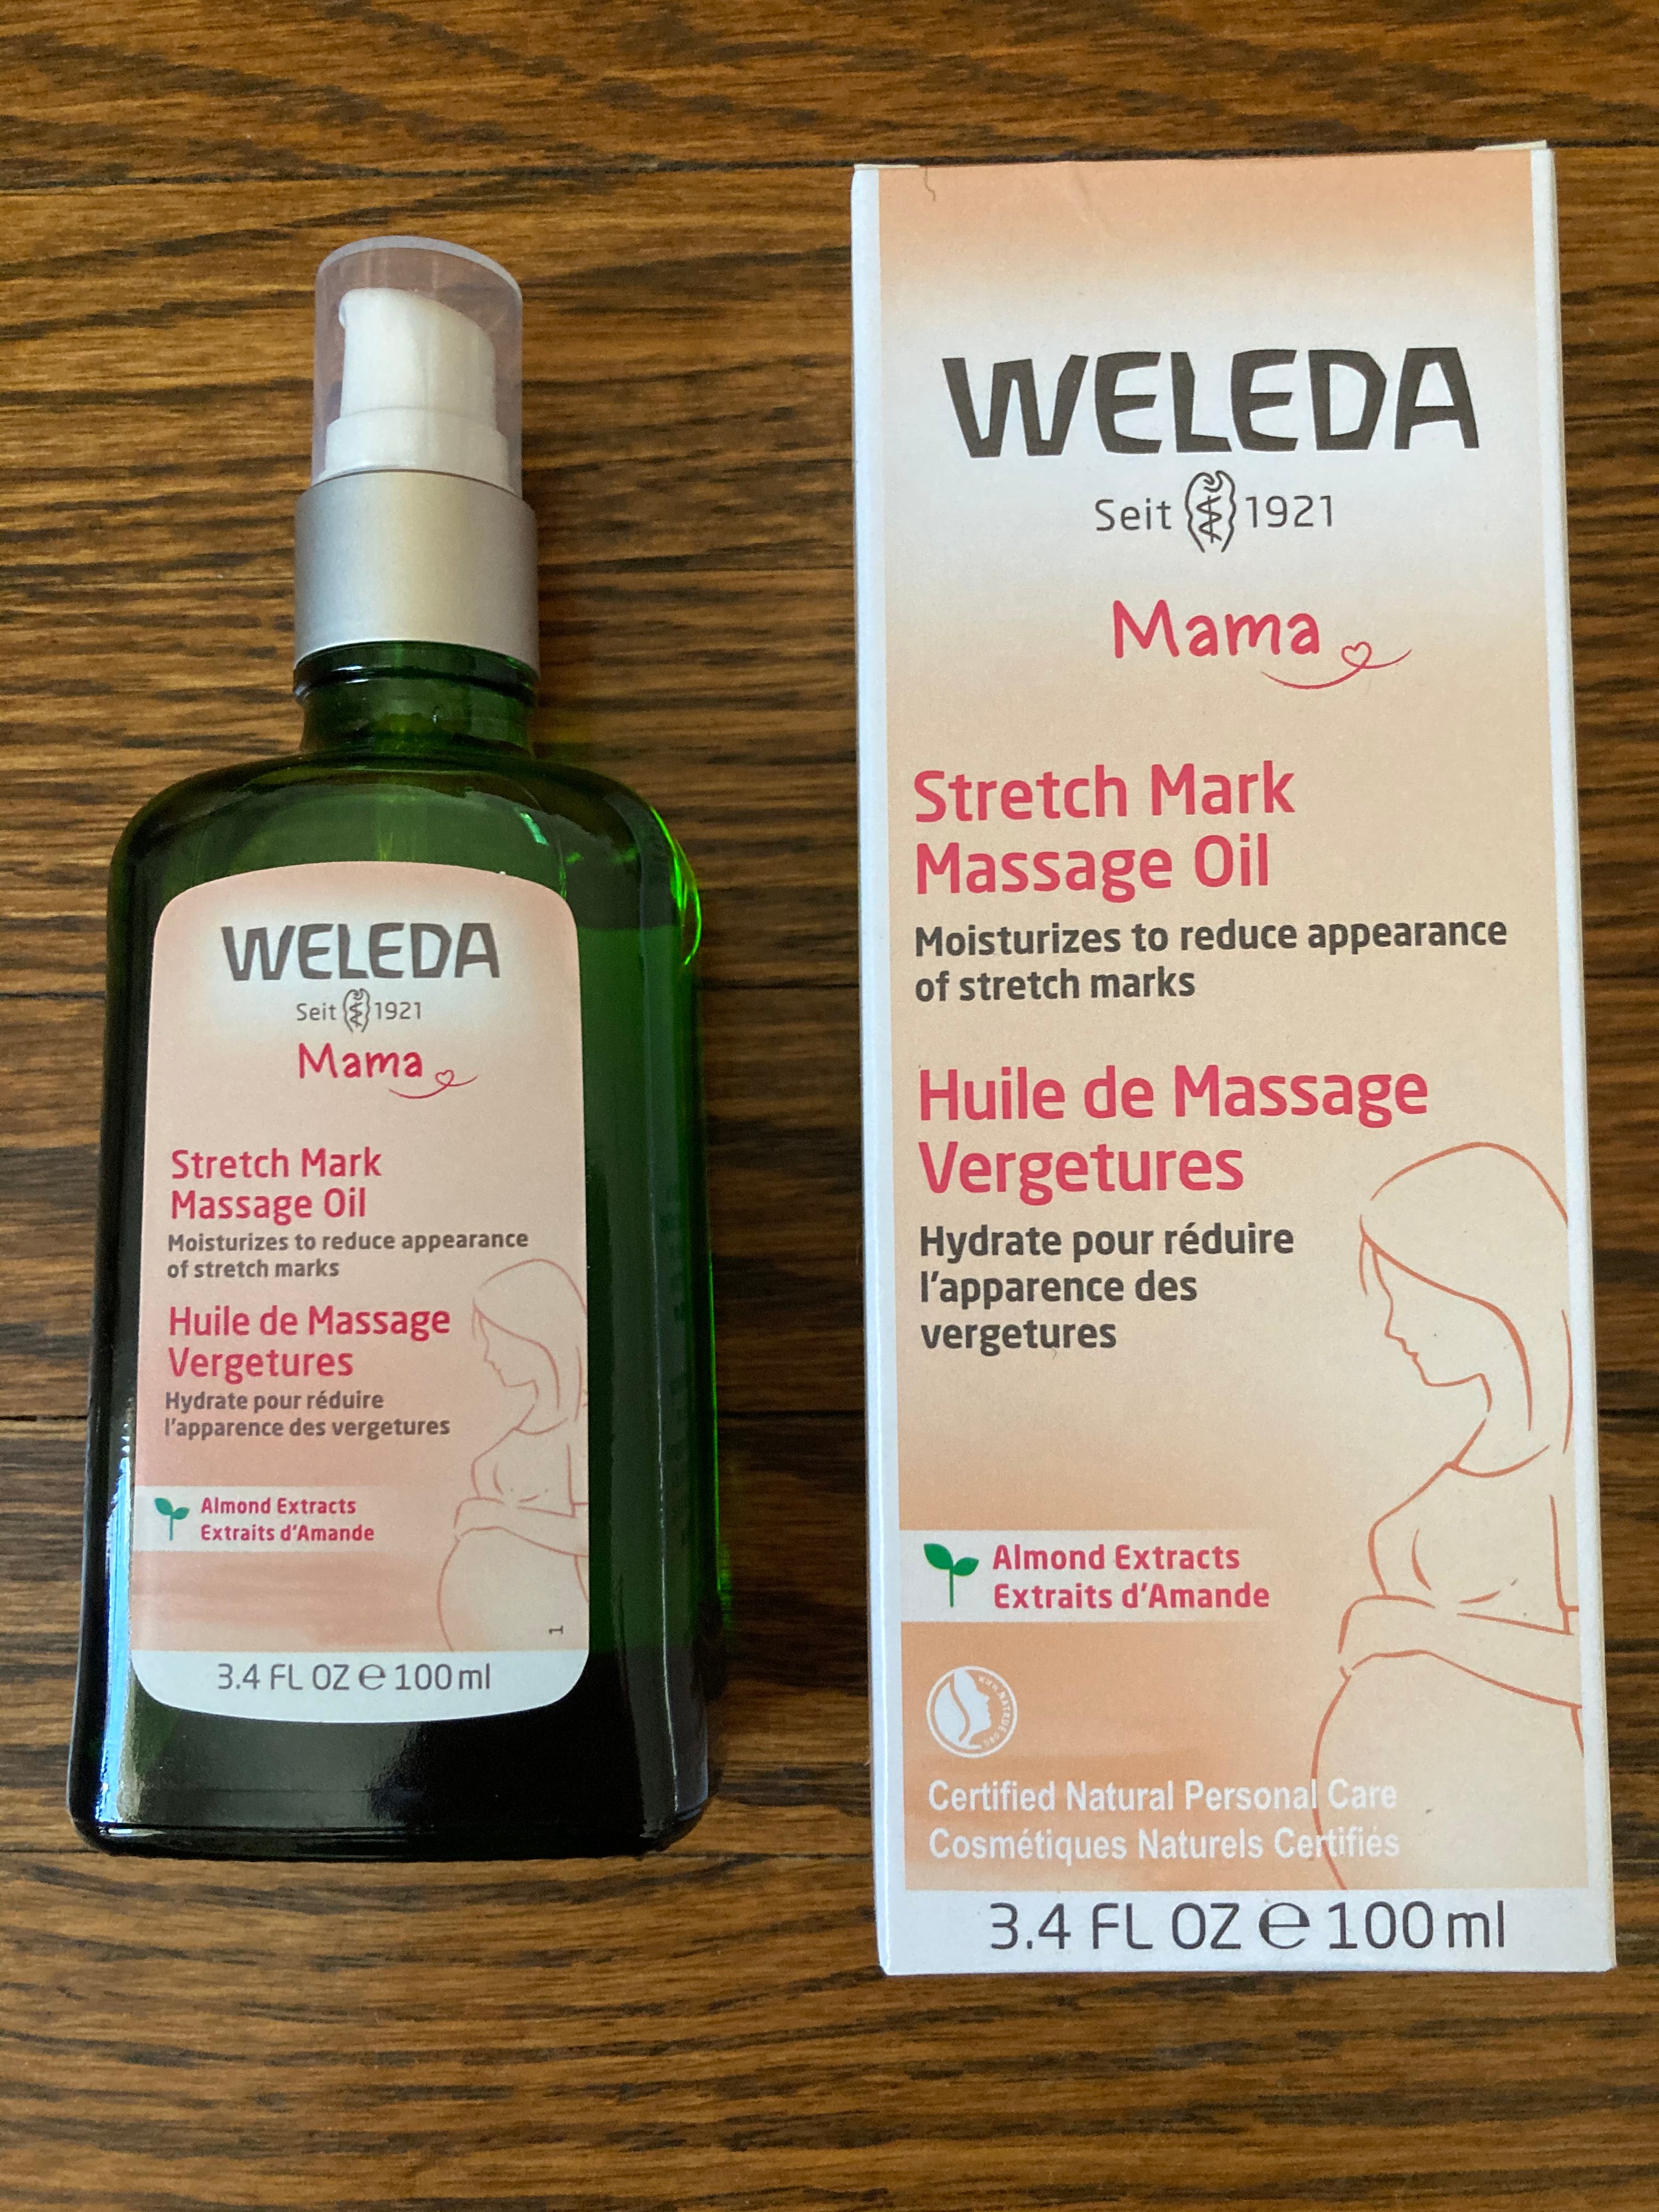 WELEDA
Seit 1921
Mama
Stretch Mark
Massage Oil
Moisturizes to reduce appearance
of stretch marks
Huile de Massage
Vergetures
Hydrate pour réduire
l'apparence des vergetures
Almond Extracts
Extraits d'Amande
1
3.4 FL OZ ℮ 100 ml
WELEDA
Seit 1921
Mama
Stretch Mark
Massage Oil
Moisturizes to reduce appearance
of stretch marks
Huile de Massage
Vergetures
Hydrate pour réduire
l'apparence des
vergetures
Almond Extracts
Extraits d'Amande
WWW.NATRUE.ORG
Certified Natural Personal Care
Cosmétiques Naturels Certifiés
3.4 FL OZ ℮ 100 ml